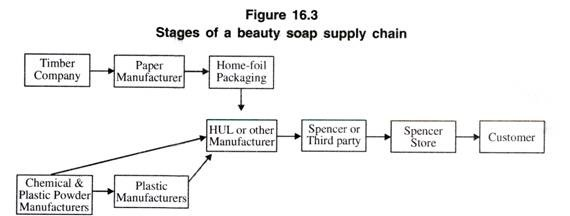 Figure 16.3
Stages of a beauty soap supply chain
Timber
Company
Paper
Manufacturer
Home-foil
Packaging
HUL or other
Manufacturer
Spencer or
Third party
Spencer
Store
Customer
Chemical &
Plastic Powder
Manufacturers
Plastic
Manufacturers